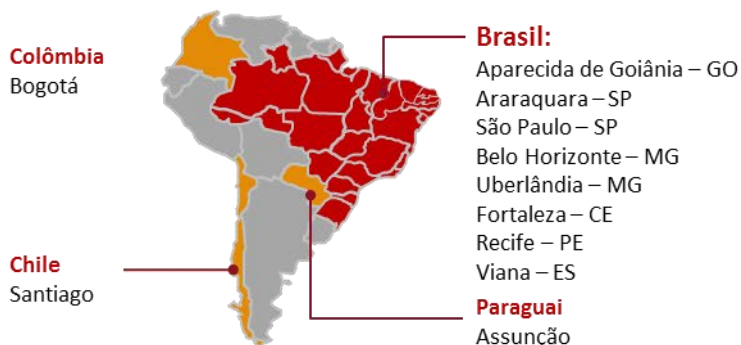 Colômbia
Bogotá
Chile
Santiago
Brasil:
Aparecida de Goiânia – GO
Araraquara – SP
São Paulo – SP
Belo Horizonte – MG
Uberlândia – MG
Fortaleza – CE
Recife – PE
Viana – ES
Paraguai
Assunção